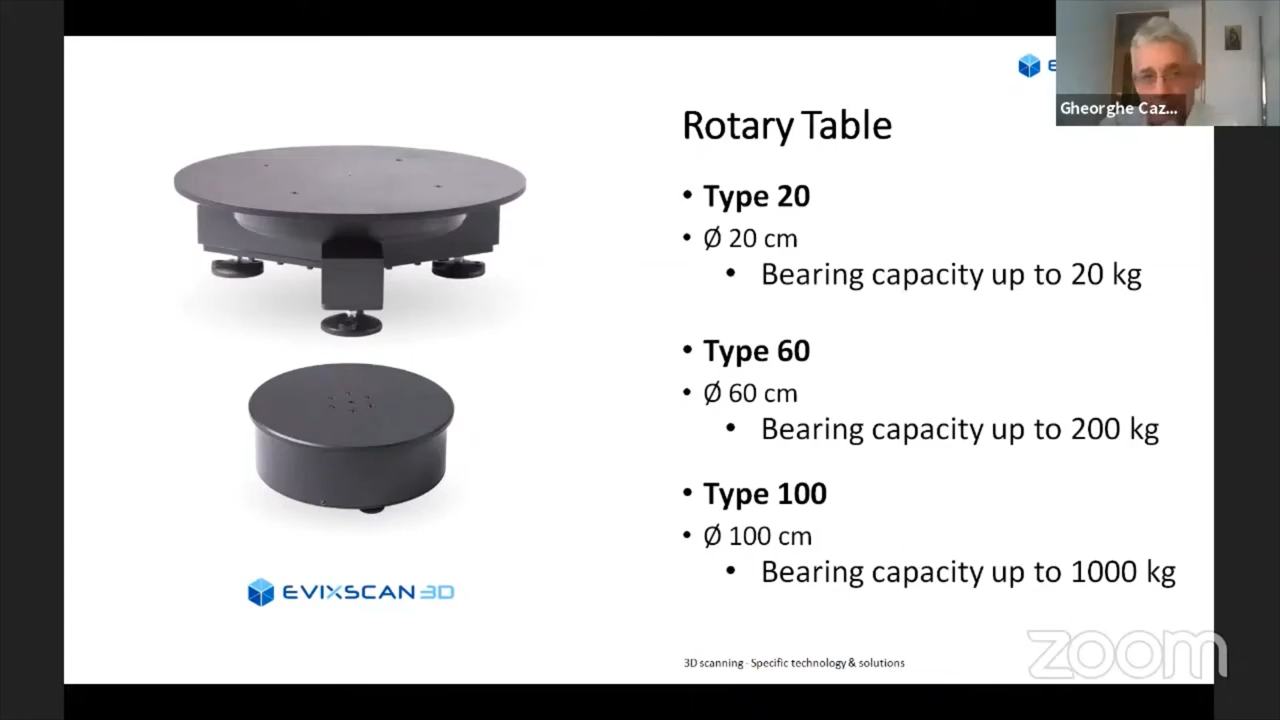 Gheorghe Caz...
Rotary Table
• Type 20
• Ø 20 cm
• Bearing capacity up to 20 kg
• Type 60
• Ø 60 cm
• Bearing capacity up to 200 kg
• Type 100
• Ø 100 cm
• Bearing capacity up to 1000 kg
EVIXSCAN 3D
3D scanning - Specific technology & solutions
zoom